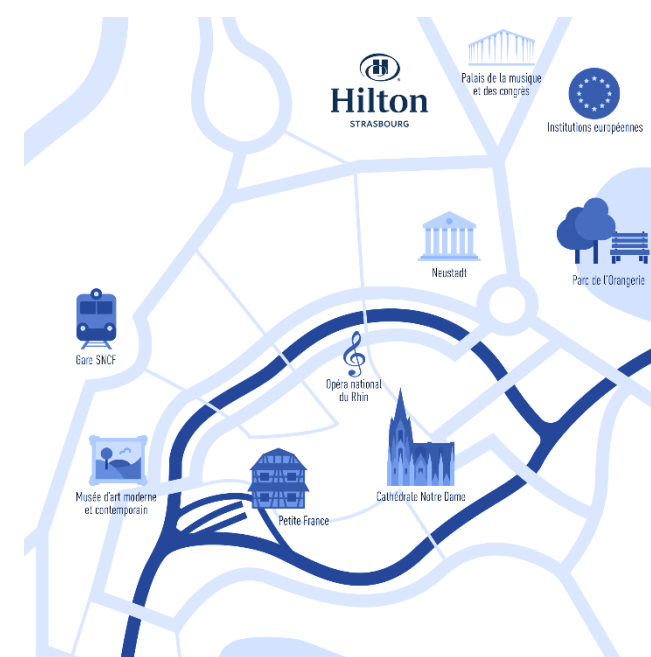 Hilton
STRASBOURG
Palais de la musique
et des congrès
Institutions européennes
Neustadt
Parc de l'Orangerie
Gare SNCF
Opéra national
du Rhin
Musée d'art moderne
et contemporain
Petite France
Cathédrale Notre Dame